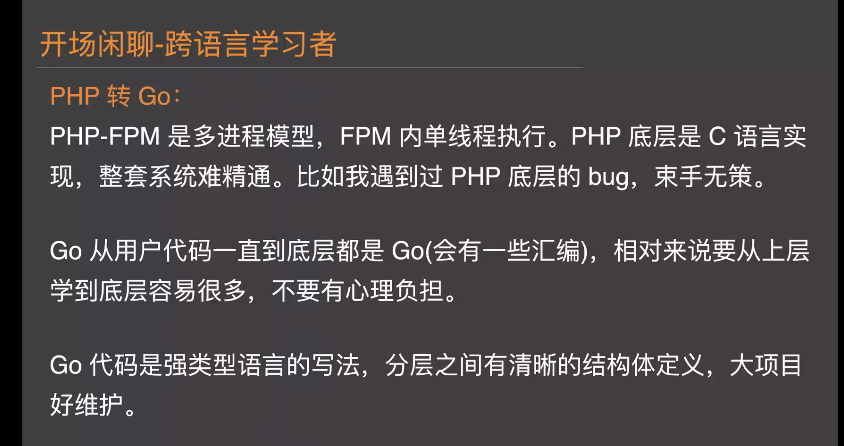 开场闲聊-跨语言学习者
PHP 转 Go：
PHP-FPM 是多进程模型，FPM 内单线程执行。PHP 底层是 C 语言实
现，整套系统难精通。比如我遇到过 PHP 底层的 bug，束手无策。
Go 从用户代码一直到底层都是 Go(会有一些汇编)，相对来说要从上层
学到底层容易很多，不要有心理负担。
Go 代码是强类型语言的写法，分层之间有清晰的结构体定义，大项目
好维护。